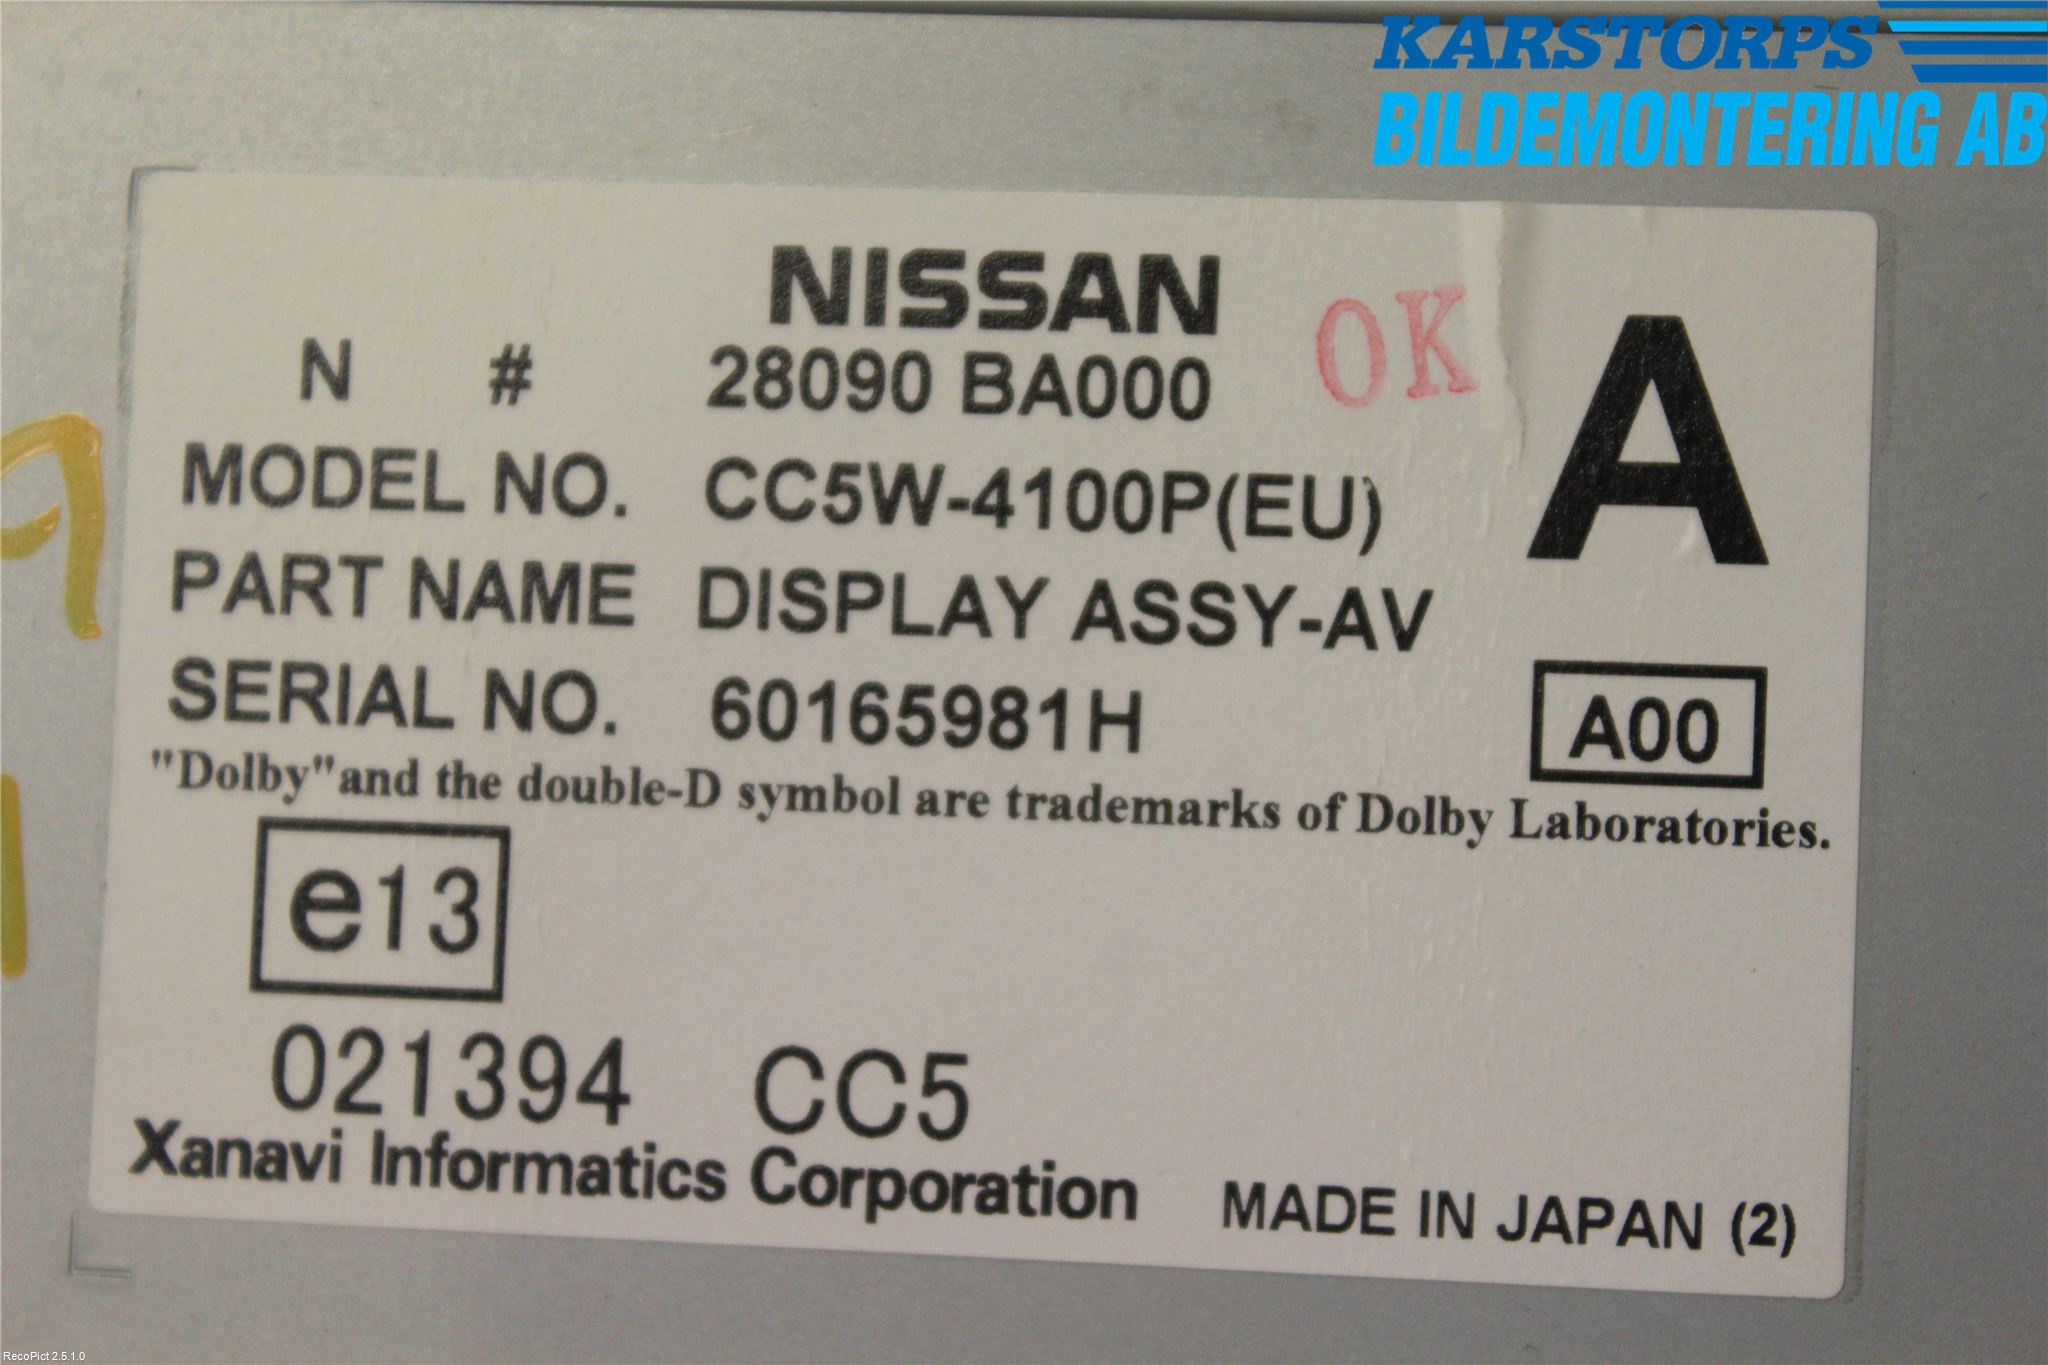 KARSTORPS
BILDEMONTERING AB
NISSAN
OK
A
N # 28090 BA000
MODEL NO. CC5W-4100P(EU)
PART NAME DISPLAY ASSY-AV
SERIAL NO. 60165981H
A00
"Dolby"and the double-D symbol are trademarks of Dolby Laboratories.
e13
021394 CC5
Xanavi Informatics Corporation
MADE IN JAPAN (2)
RecoPict 2.5.1.0